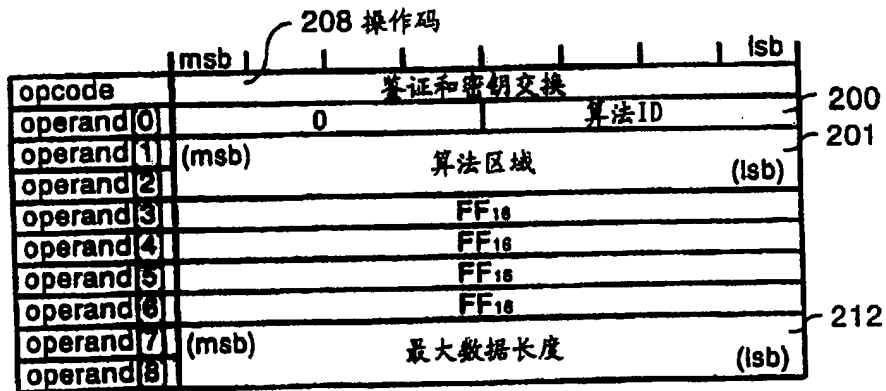 208 操作码
msb lsb
opcode 鉴证和密钥交换
operand[0] 0 算法ID 200
operand[1] (msb) 算法区域 201
operand[2] (lsb)
operand[3] FF₁₆
operand[4] FF₁₆
operand[5] FF₁₆
operand[6] FF₁₆
operand[7] (msb) 最大数据长度 212
operand[8] (lsb)